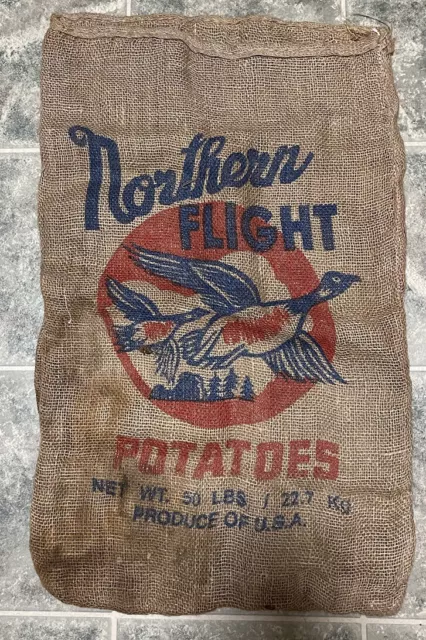 Northern
FLIGHT
POTATOES
NET WT. 50 LBS / 22.7 KG
PRODUCE OF U.S.A.